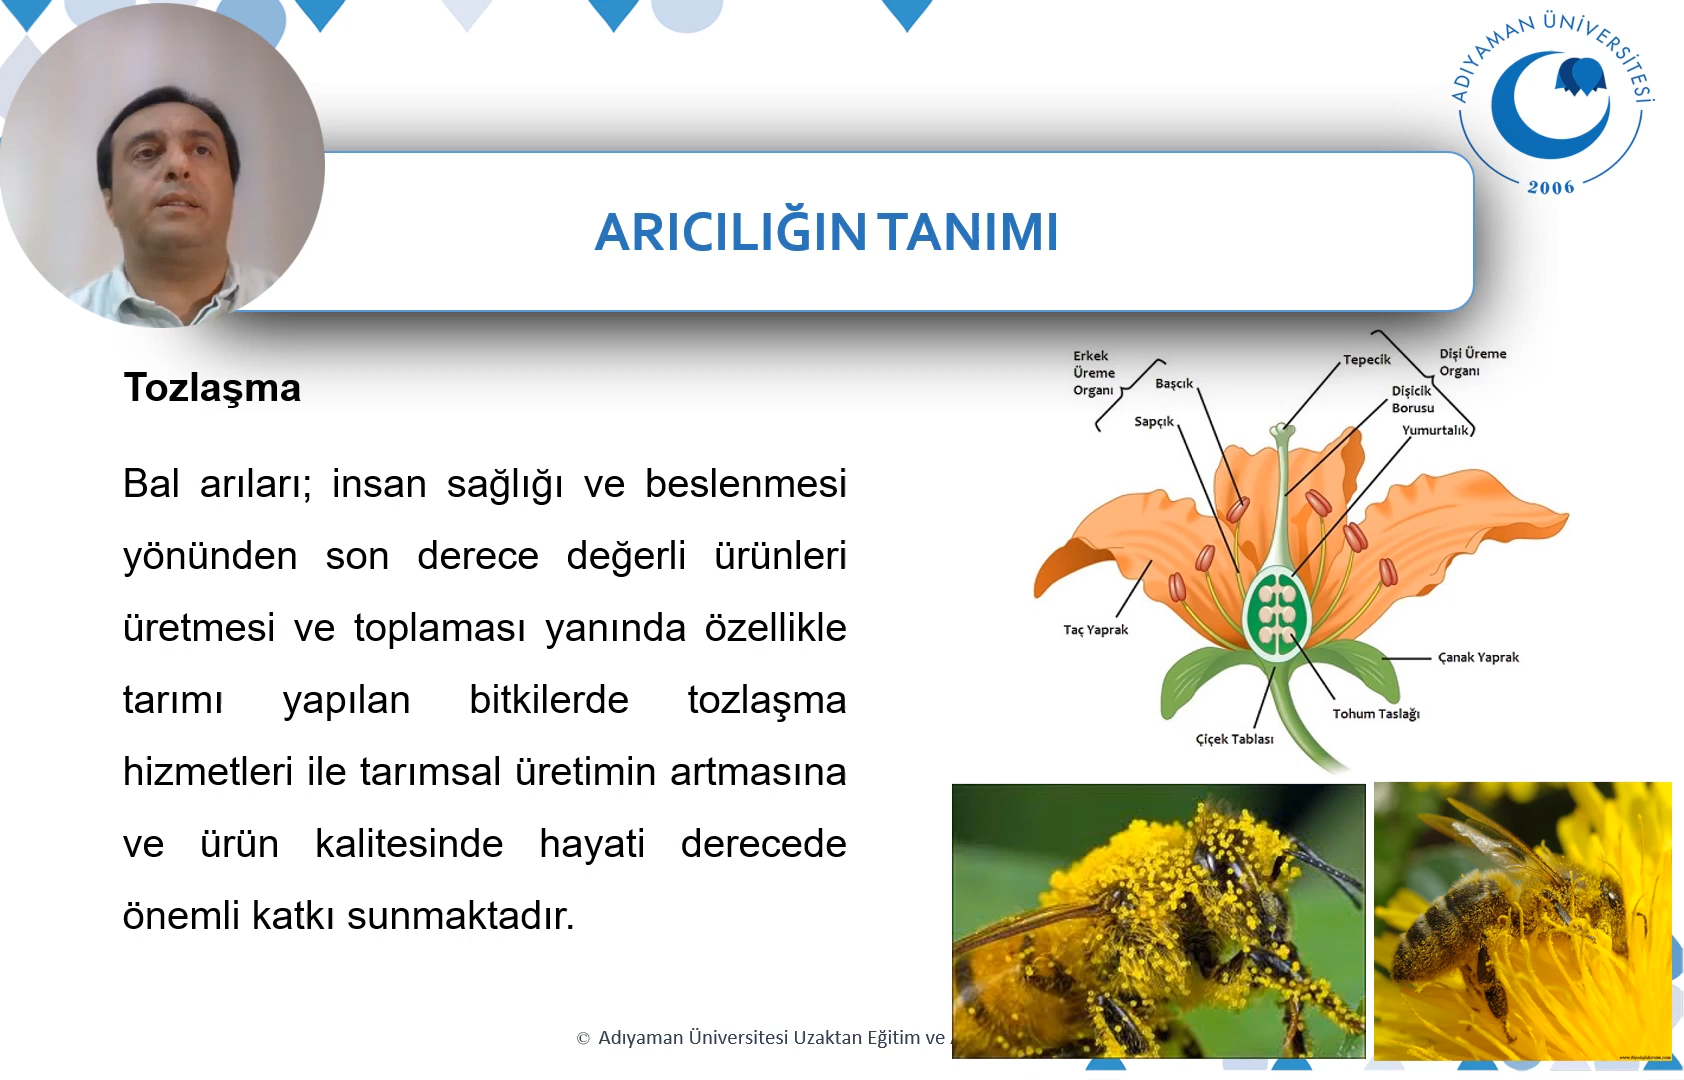 ADIYAMAN ÜNİVERSİTESİ
2006
ARICILIĞIN TANIMI
Tozlaşma
Bal arıları; insan sağlığı ve beslenmesi
yönünden son derece değerli ürünleri
üretmesi ve toplaması yanında özellikle
tarımı yapılan bitkilerde tozlaşma
hizmetleri ile tarımsal üretimin artmasına
ve ürün kalitesinde hayati derecede
önemli katkı sunmaktadır.
Erkek
Üreme
Organı
Başcık
Sapçık
Tepecik
Dişi Üreme
Organı
Dişicik
Borusu
Yumurtalık
Taç Yaprak
Çanak Yaprak
Tohum Taslağı
Çiçek Tablası
© Adıyaman Üniversitesi Uzaktan Eğitim ve